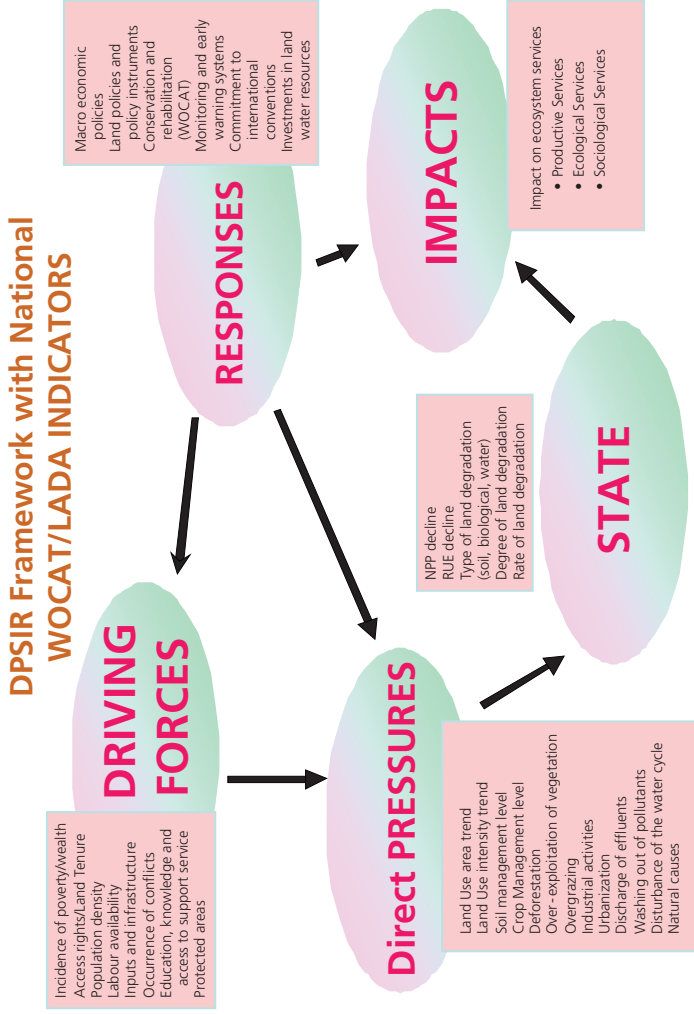 DPSIR Framework with National
WOCAT/LADA INDICATORS
DRIVING
FORCES
Incidence of poverty/wealth
Access rights/Land Tenure
Population density
Labour availability
Inputs and infrastructure
Occurrence of conflicts
Education, knowledge and
access to support service
Protected areas
RESPONSES
Macro economic
policies
Land policies and
policy instruments
Conservation and
rehabilitation
(WOCAT)
Monitoring and early
warning systems
Commitment to
international
conventions
Investments in land
water resources
Direct PRESSURES
Land Use area trend
Land Use intensity trend
Soil management level
Crop Management level
Deforestation
Over-exploitation of vegetation
Overgrazing
Industrial activities
Urbanization
Discharge of effluents
Washing out of pollutants
Disturbance of the water cycle
Natural causes
NPP decline
RUE decline
Type of land degradation
(soil, biological, water)
Degree of land degradation
Rate of land degradation
STATE
IMPACTS
Impact on ecosystem services
• Productive Services
• Ecological Services
• Sociological Services